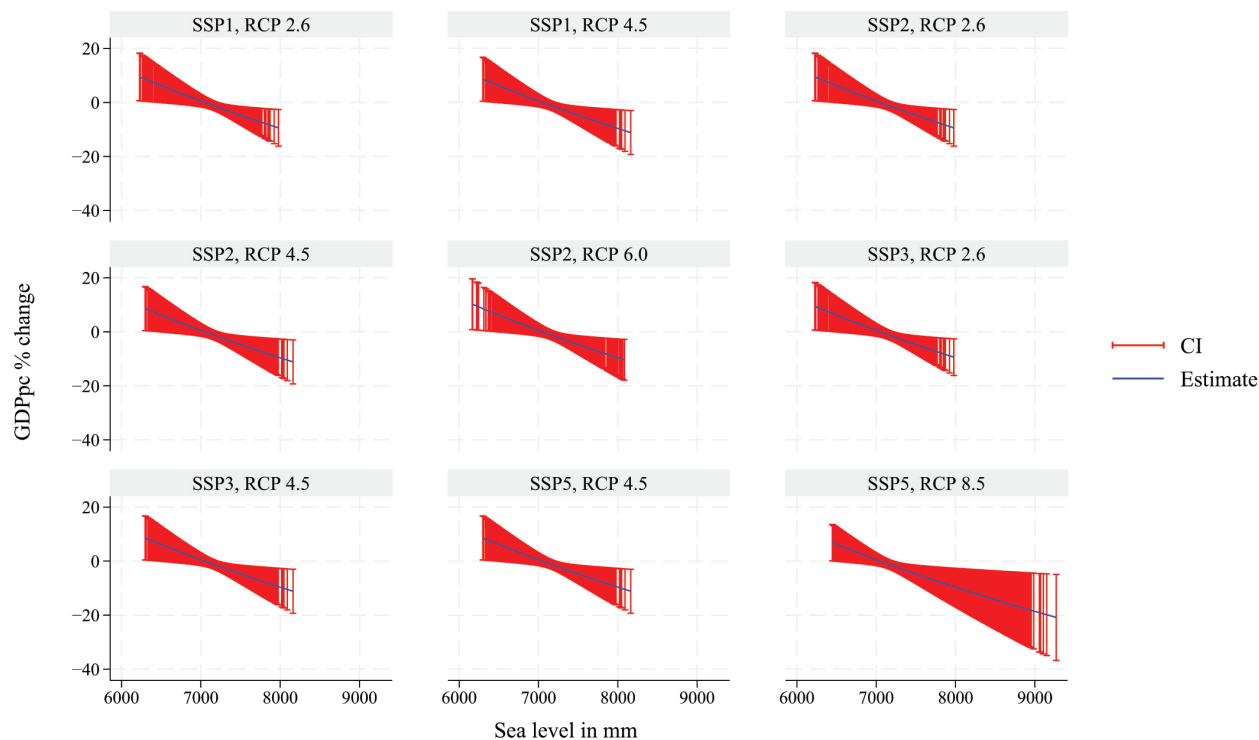 SSP1, RCP 2.6
SSP1, RCP 4.5
SSP2, RCP 2.6
20
0
−20
−40
SSP2, RCP 4.5
SSP2, RCP 6.0
SSP3, RCP 2.6
20
0
−20
−40
SSP3, RCP 4.5
SSP5, RCP 4.5
SSP5, RCP 8.5
20
0
−20
−40
6000 7000 8000 9000
6000 7000 8000 9000
6000 7000 8000 9000
GDPpc % change
Sea level in mm
CI
Estimate